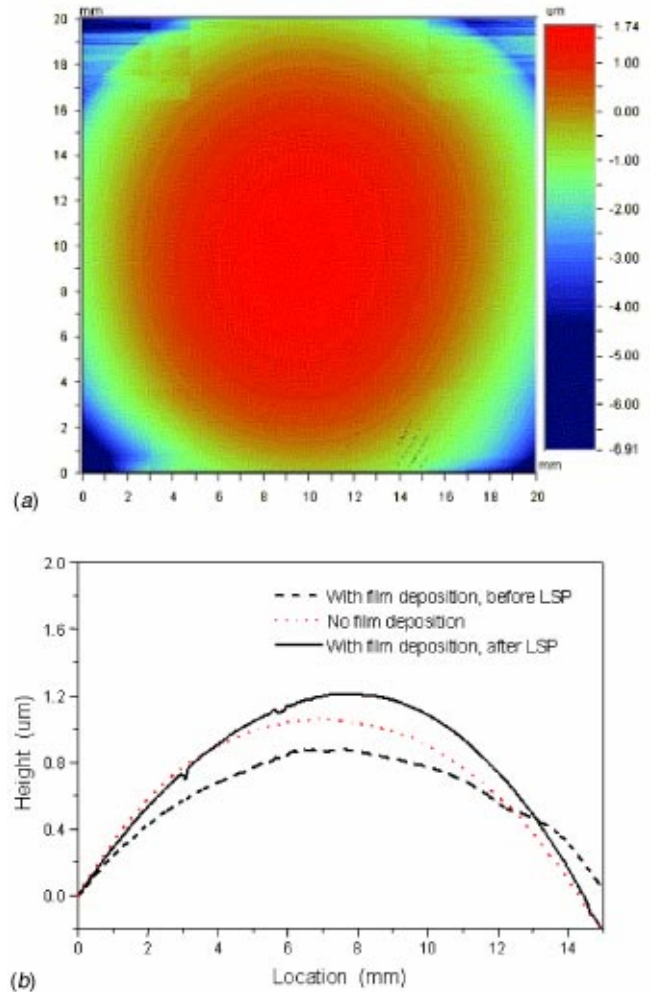 mm
um
20
18
16
14
12
10
8
6
4
2
0
1.74
1.00
0.00
-1.00
-2.00
-3.00
-4.00
-5.00
-6.00
-6.91
mm
0 2 4 6 8 10 12 14 16 18 20
(a)
2.0
1.6
1.2
0.8
0.4
0.0
Height (um)
With film deposition, before LSP
No film deposition
With film deposition, after LSP
0 2 4 6 8 10 12 14
Location (mm)
(b)